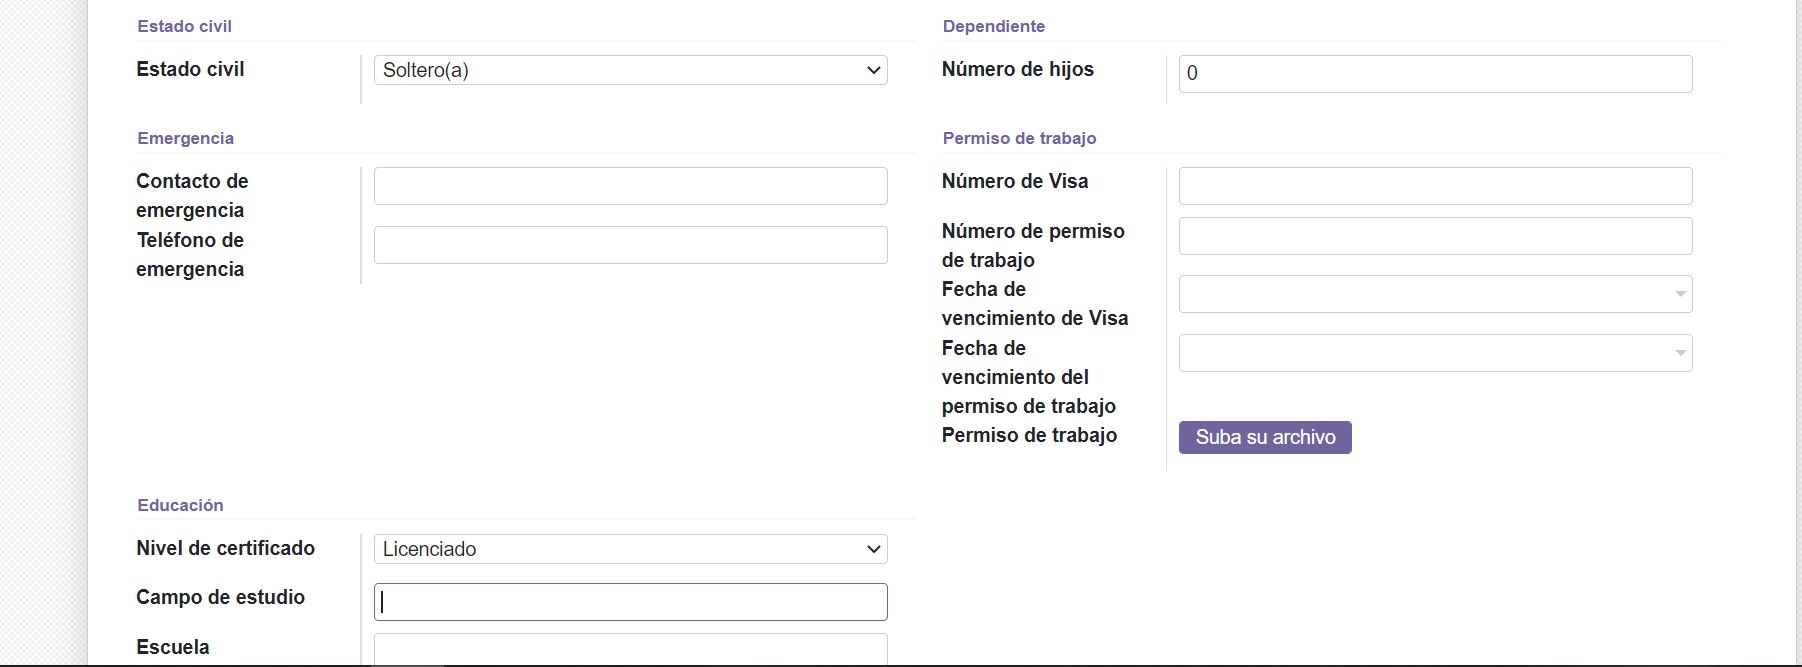 Estado civil
Estado civil
Soltero(a)
Dependiente
Número de hijos
0
Emergencia
Contacto de
emergencia
Teléfono de
emergencia
Permiso de trabajo
Número de Visa
Número de permiso
de trabajo
Fecha de
vencimiento de Visa
Fecha de
vencimiento del
permiso de trabajo
Permiso de trabajo
Suba su archivo
Educación
Nivel de certificado
Licenciado
Campo de estudio
Escuela